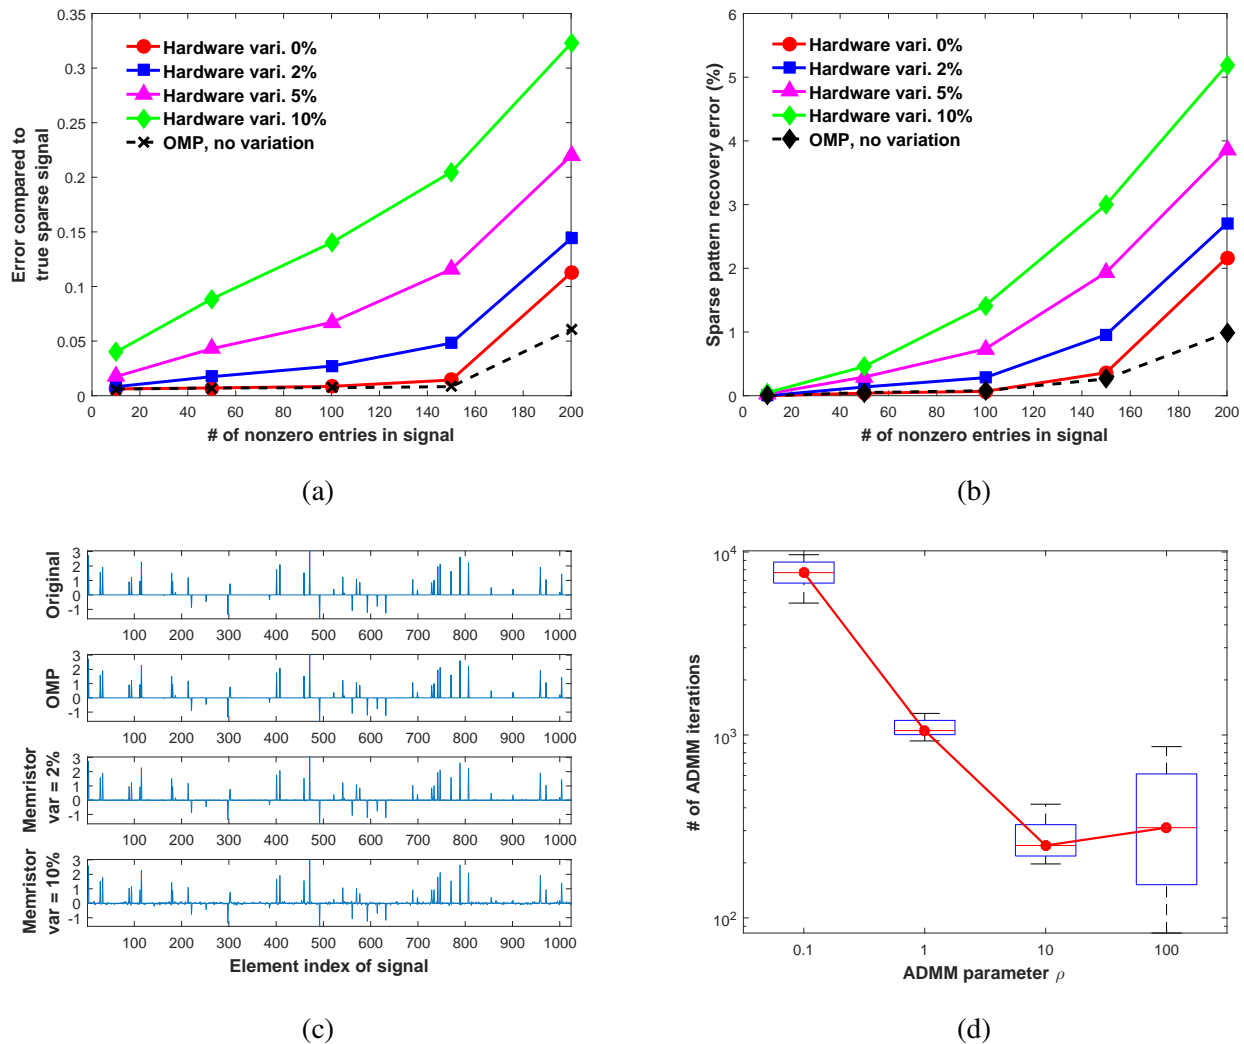 0.35
0.3
0.25
0.2
0.15
0.1
0.05
0
0 20 40 60 80 100 120 140 160 180 200
Error compared to
true sparse signal
# of nonzero entries in signal
Hardware vari. 0%
Hardware vari. 2%
Hardware vari. 5%
Hardware vari. 10%
OMP, no variation
(a)
6
5
4
3
2
1
0
0 20 40 60 80 100 120 140 160 180 200
Sparse pattern recovery error (%)
# of nonzero entries in signal
Hardware vari. 0%
Hardware vari. 2%
Hardware vari. 5%
Hardware vari. 10%
OMP, no variation
(b)
Original
3
2
1
0
-1
100 200 300 400 500 600 700 800 900 1000
OMP
3
2
1
0
-1
100 200 300 400 500 600 700 800 900 1000
Memristor
var = 2%
3
2
1
0
-1
100 200 300 400 500 600 700 800 900 1000
Memristor
var = 10%
3
2
1
0
-1
100 200 300 400 500 600 700 800 900 1000
Element index of signal
(c)
10^4
10^3
10^2
# of ADMM iterations
0.1 1 10 100
ADMM parameter ρ
(d)